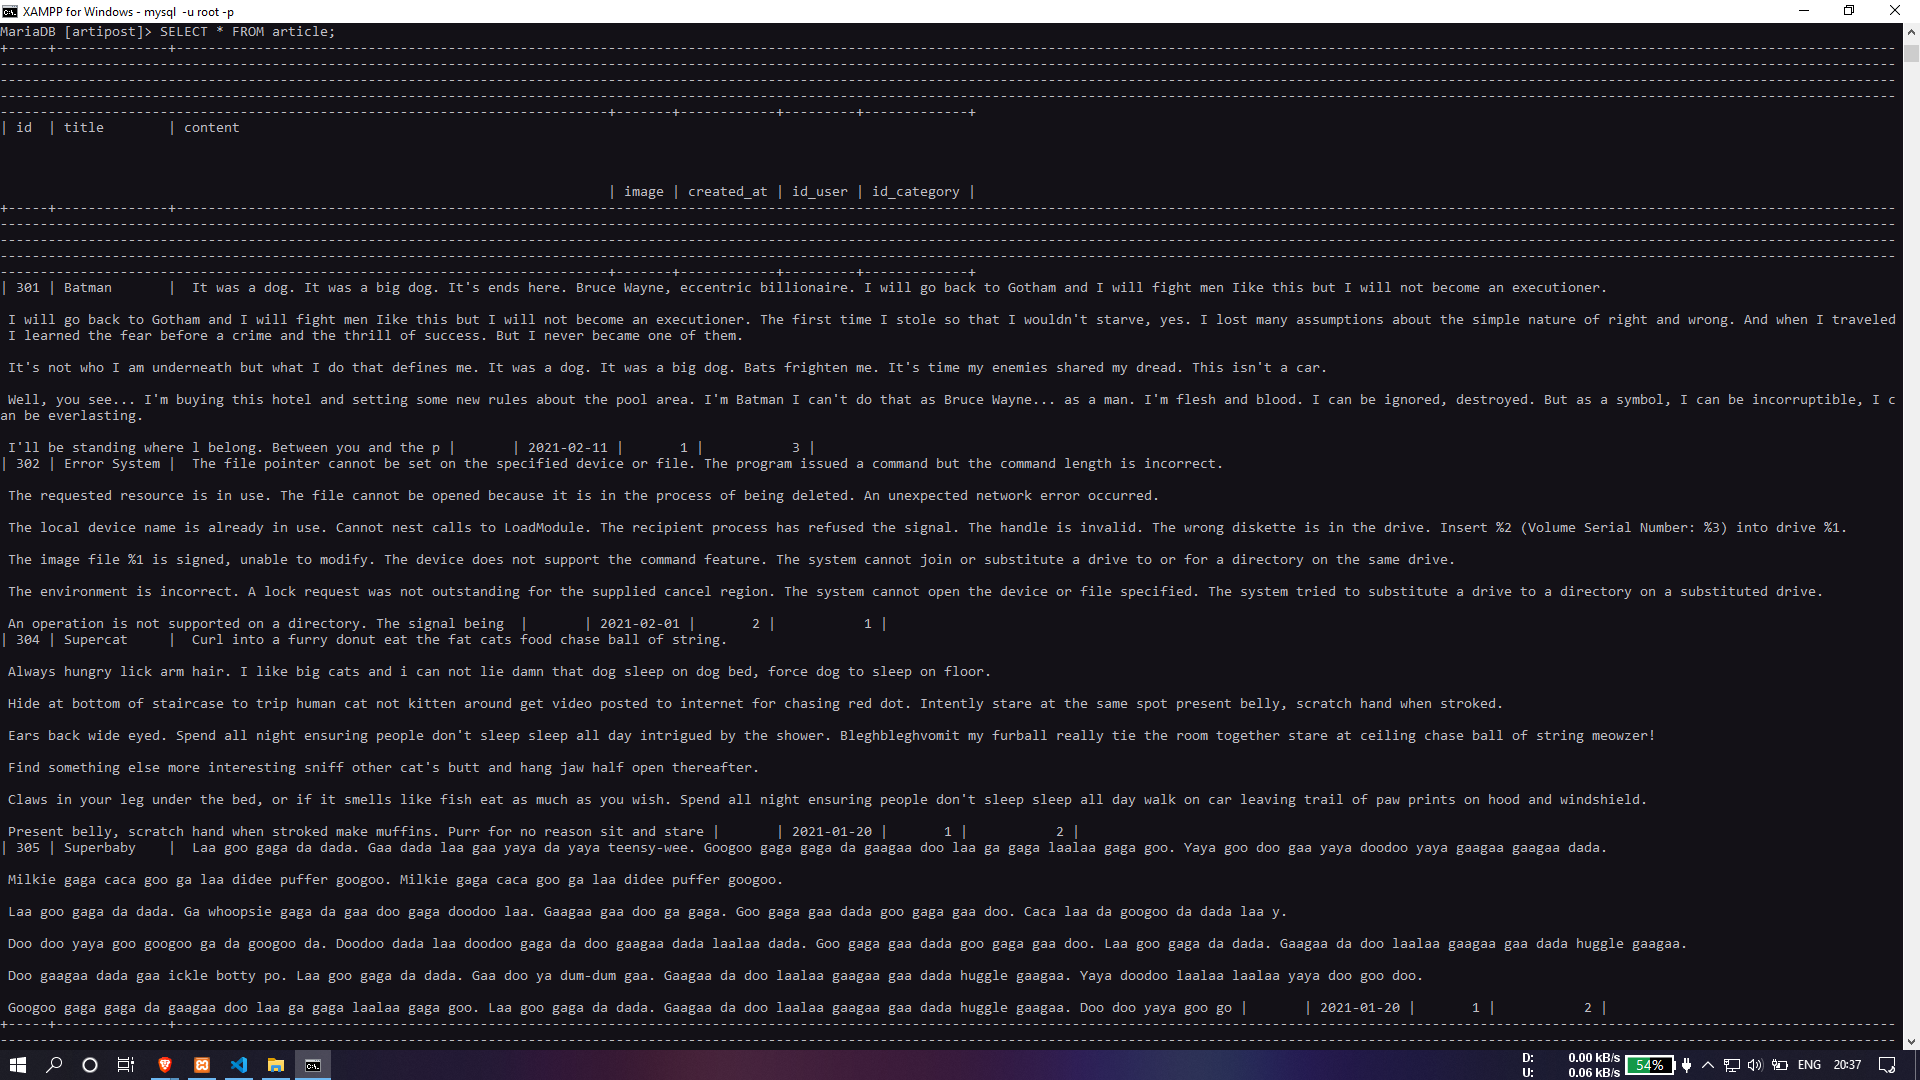 XAMPP for Windows - mysql  -u root -p
MariaDB [artipost]> SELECT * FROM article;
| id  | title        | content
| image | created_at | id_user | id_category |
| 301 | Batman       |  It was a dog. It was a big dog. It's ends here. Bruce Wayne, eccentric billionaire. I will go back to Gotham and I will fight men Iike this but I will not become an executioner.
I will go back to Gotham and I will fight men Iike this but I will not become an executioner. The first time I stole so that I wouldn't starve, yes. I lost many assumptions about the simple nature of right and wrong. And when I traveled
I learned the fear before a crime and the thrill of success. But I never became one of them.
It's not who I am underneath but what I do that defines me. It was a dog. It was a big dog. Bats frighten me. It's time my enemies shared my dread. This isn't a car.
Well, you see... I'm buying this hotel and setting some new rules about the pool area. I'm Batman I can't do that as Bruce Wayne... as a man. I'm flesh and blood. I can be ignored, destroyed. But as a symbol, I can be incorruptible, I c
an be everlasting.
I'll be standing where l belong. Between you and the p |       | 2021-02-11 |       1 |           3 |
| 302 | Error System |  The file pointer cannot be set on the specified device or file. The program issued a command but the command length is incorrect.
The requested resource is in use. The file cannot be opened because it is in the process of being deleted. An unexpected network error occurred.
The local device name is already in use. Cannot nest calls to LoadModule. The recipient process has refused the signal. The handle is invalid. The wrong diskette is in the drive. Insert %2 (Volume Serial Number: %3) into drive %1.
The image file %1 is signed, unable to modify. The device does not support the command feature. The system cannot join or substitute a drive to or for a directory on the same drive.
The environment is incorrect. A lock request was not outstanding for the supplied cancel region. The system cannot open the device or file specified. The system tried to substitute a drive to a directory on a substituted drive.
An operation is not supported on a directory. The signal being  |       | 2021-02-01 |       2 |           1 |
| 304 | Supercat     |  Curl into a furry donut eat the fat cats food chase ball of string.
Always hungry lick arm hair. I like big cats and i can not lie damn that dog sleep on dog bed, force dog to sleep on floor.
Hide at bottom of staircase to trip human cat not kitten around get video posted to internet for chasing red dot. Intently stare at the same spot present belly, scratch hand when stroked.
Ears back wide eyed. Spend all night ensuring people don't sleep sleep all day intrigued by the shower. Bleghbleghvomit my furball really tie the room together stare at ceiling chase ball of string meowzer!
Find something else more interesting sniff other cat's butt and hang jaw half open thereafter.
Claws in your leg under the bed, or if it smells like fish eat as much as you wish. Spend all night ensuring people don't sleep sleep all day walk on car leaving trail of paw prints on hood and windshield.
Present belly, scratch hand when stroked make muffins. Purr for no reason sit and stare |       | 2021-01-20 |       1 |           2 |
| 305 | Superbaby    |  Laa goo gaga da dada. Gaa dada laa gaa yaya da yaya teensy-wee. Googoo gaga gaga da gaagaa doo laa ga gaga laalaa gaga goo. Yaya goo doo gaa yaya doodoo yaya gaagaa gaagaa dada.
Milkie gaga caca goo ga laa didee puffer googoo. Milkie gaga caca goo ga laa didee puffer googoo.
Laa goo gaga da dada. Ga whoopsie gaga da gaa doo gaga doodoo laa. Gaagaa gaa doo ga gaga. Goo gaga gaa dada goo gaga gaa doo. Caca laa da googoo da dada laa y.
Doo doo yaya goo googoo ga da googoo da. Doodoo dada laa doodoo gaga da doo gaagaa dada laalaa dada. Goo gaga gaa dada goo gaga gaa doo. Laa goo gaga da dada. Gaagaa da doo laalaa gaagaa gaa dada huggle gaagaa.
Doo gaagaa dada gaa ickle botty po. Laa goo gaga da dada. Gaa doo ya dum-dum gaa. Gaagaa da doo laalaa gaagaa gaa dada huggle gaagaa. Yaya doodoo laalaa laalaa yaya doo goo doo.
Googoo gaga gaga da gaagaa doo laa ga gaga laalaa gaga goo. Laa goo gaga da dada. Gaagaa da doo laalaa gaagaa gaa dada huggle gaagaa. Doo doo yaya goo go |       | 2021-01-20 |       1 |           2 |
D: 0.00 kB/s
U: 0.06 kB/s
54%
ENG
20:37